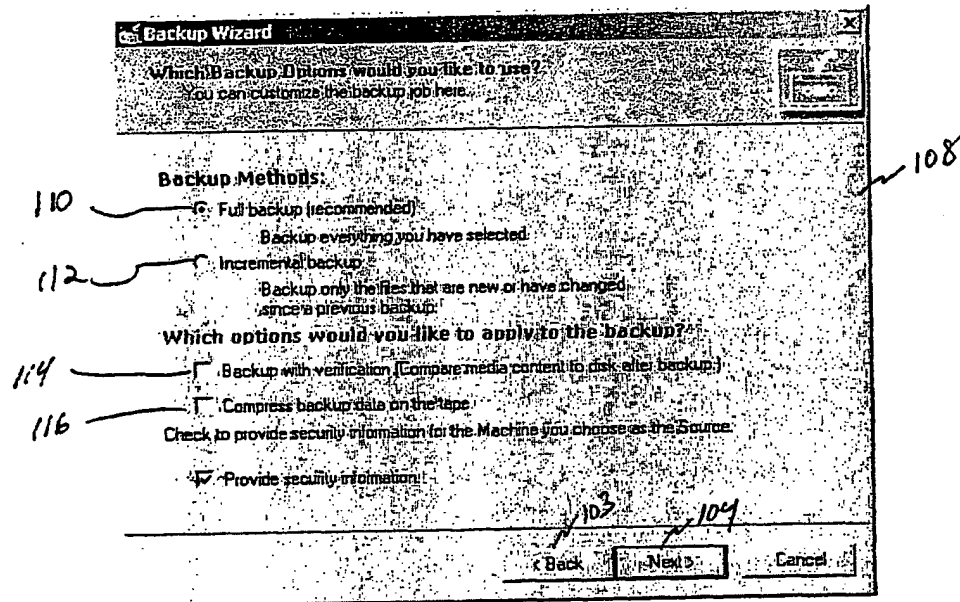 Backup Wizard
Which Backup Options would you like to use?
You can customize the backup job here.
108
Backup Methods:
110
Full backup (recommended)
Backup everything you have selected
112
Incremental backup
Backup only the files that are new or have changed
since a previous backup.
Which options would you like to apply to the backup?
114
Backup with verification (Compare media content to disk after backup.)
116
Compress backup data on the tape
Check to provide security information for the Machine you choose as the Source.
Provide security information
103
104
< Back
Next >
Cancel